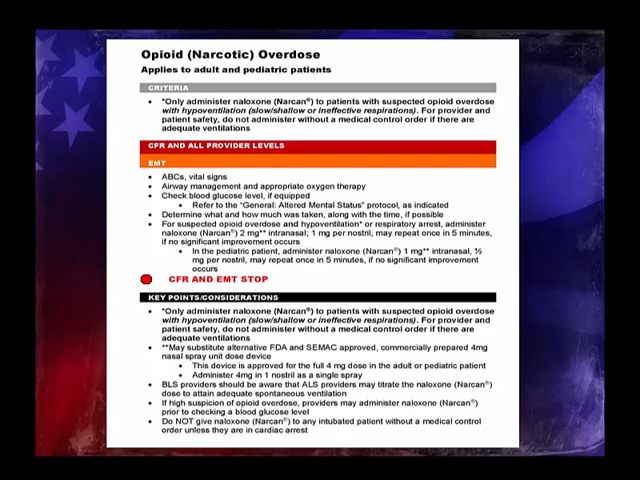 Opioid (Narcotic) Overdose
Applies to adult and pediatric patients
CRITERIA
• *Only administer naloxone (Narcan®) to patients with suspected opioid overdose
with hypoventilation (slow/shallow or ineffective respirations). For provider and
patient safety, do not administer without a medical control order if there are
adequate ventilations
CFR AND ALL PROVIDER LEVELS
EMT
• ABCs, vital signs
• Airway management and appropriate oxygen therapy
• Check blood glucose level, if equipped
• Refer to the "General: Altered Mental Status" protocol, as indicated
• Determine what and how much was taken, along with the time, if possible
• For suspected opioid overdose and hypoventilation* or respiratory arrest, administer
naloxone (Narcan®) 2 mg** intranasal; 1 mg per nostril, may repeat once in 5 minutes,
if no significant improvement occurs
• In the pediatric patient, administer naloxone (Narcan®) 1 mg** intranasal, ½
mg per nostril, may repeat once in 5 minutes, if no significant improvement
occurs
CFR AND EMT STOP
KEY POINTS/CONSIDERATIONS
• *Only administer naloxone (Narcan®) to patients with suspected opioid overdose
with hypoventilation (slow/shallow or ineffective respirations). For provider and
patient safety, do not administer without a medical control order if there are
adequate ventilations
• **May substitute alternative FDA and SEMAC approved, commercially prepared 4mg
nasal spray unit dose device
• This device is approved for the full 4 mg dose in the adult or pediatric patient
• Administer 4mg in 1 nostril as a single spray
• BLS providers should be aware that ALS providers may titrate the naloxone (Narcan®)
dose to attain adequate spontaneous ventilation
• If high suspicion of opioid overdose, providers may administer naloxone (Narcan®)
prior to checking a blood glucose level
• Do NOT give naloxone (Narcan®) to any intubated patient without a medical control
order unless they are in cardiac arrest